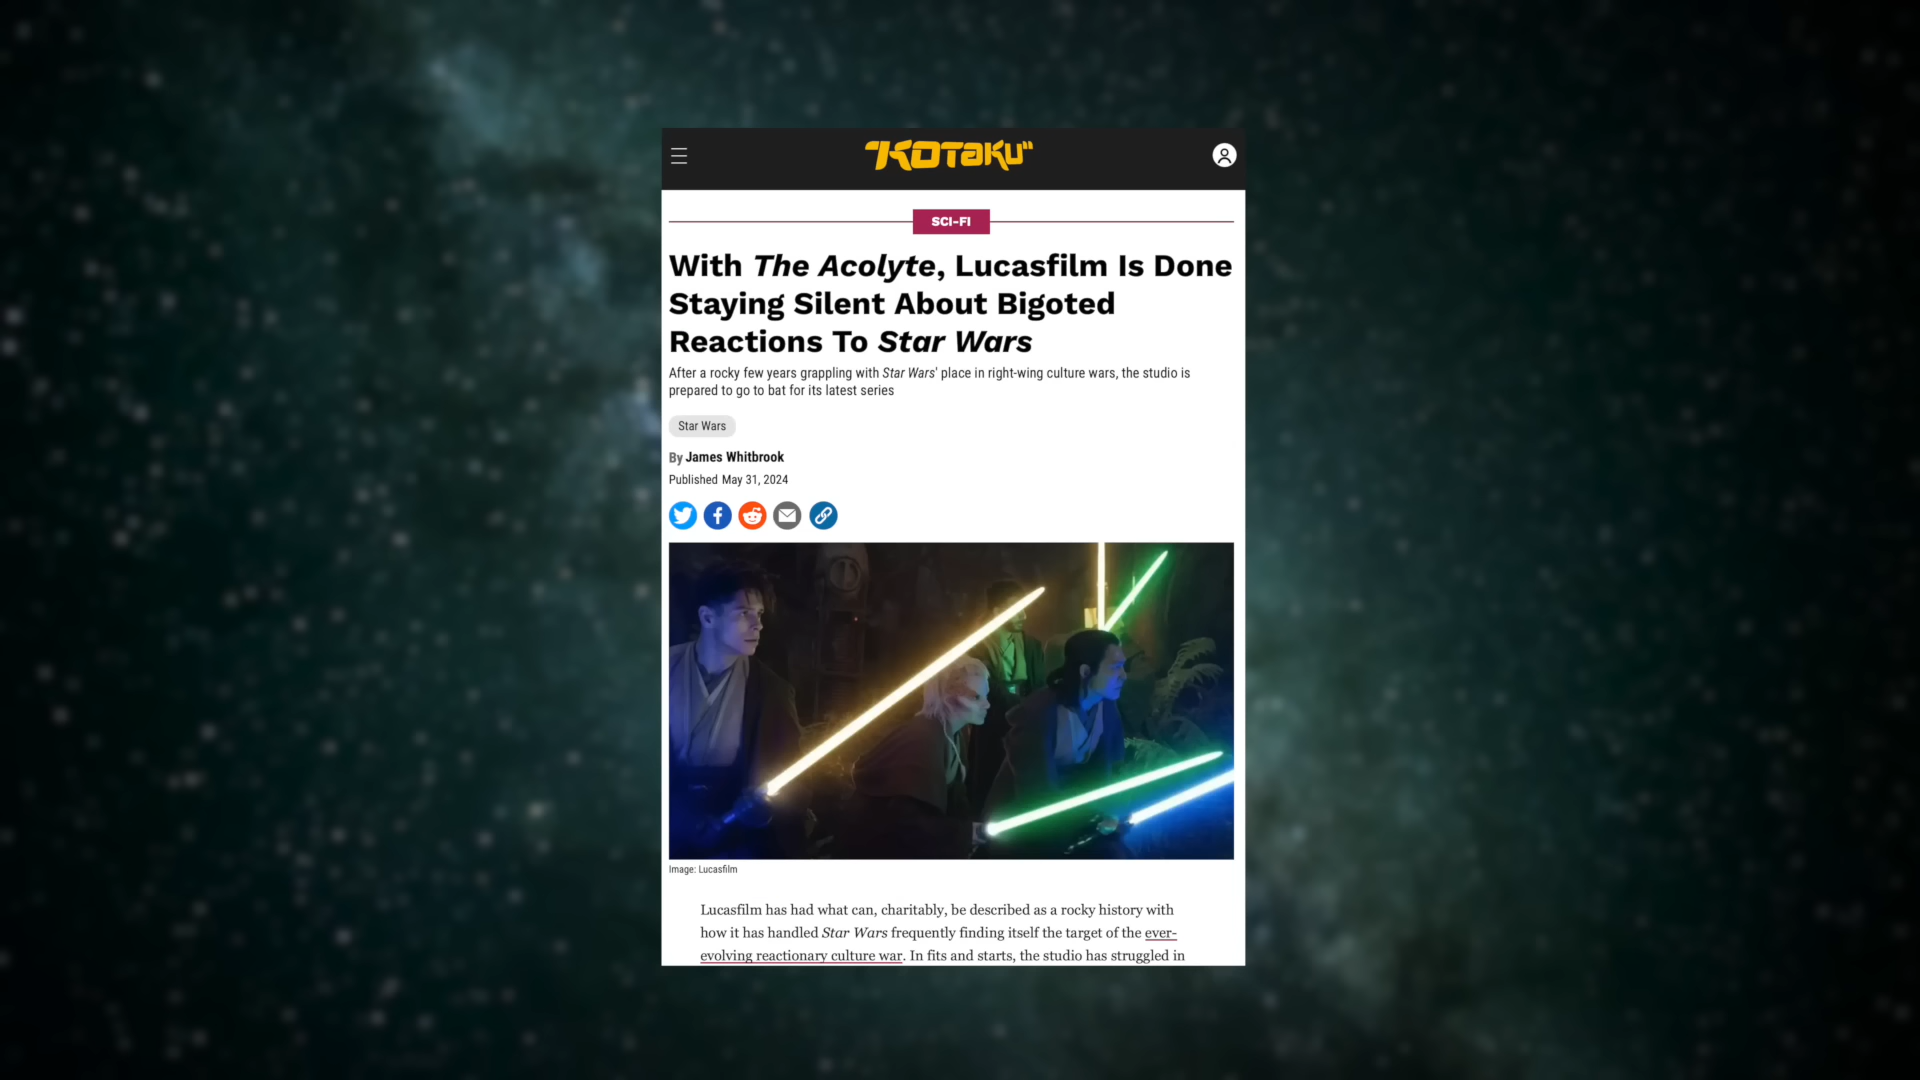 KOTaKU
SCI-FI
With The Acolyte, Lucasfilm Is Done
Staying Silent About Bigoted
Reactions To Star Wars
After a rocky few years grappling with Star Wars' place in right-wing culture wars, the studio is
prepared to go to bat for its latest series
Star Wars
By James Whitbrook
Published May 31, 2024
Image: Lucasfilm
Lucasfilm has had what can, charitably, be described as a rocky history with
how it has handled Star Wars frequently finding itself the target of the ever-
evolving reactionary culture war. In fits and starts, the studio has struggled in